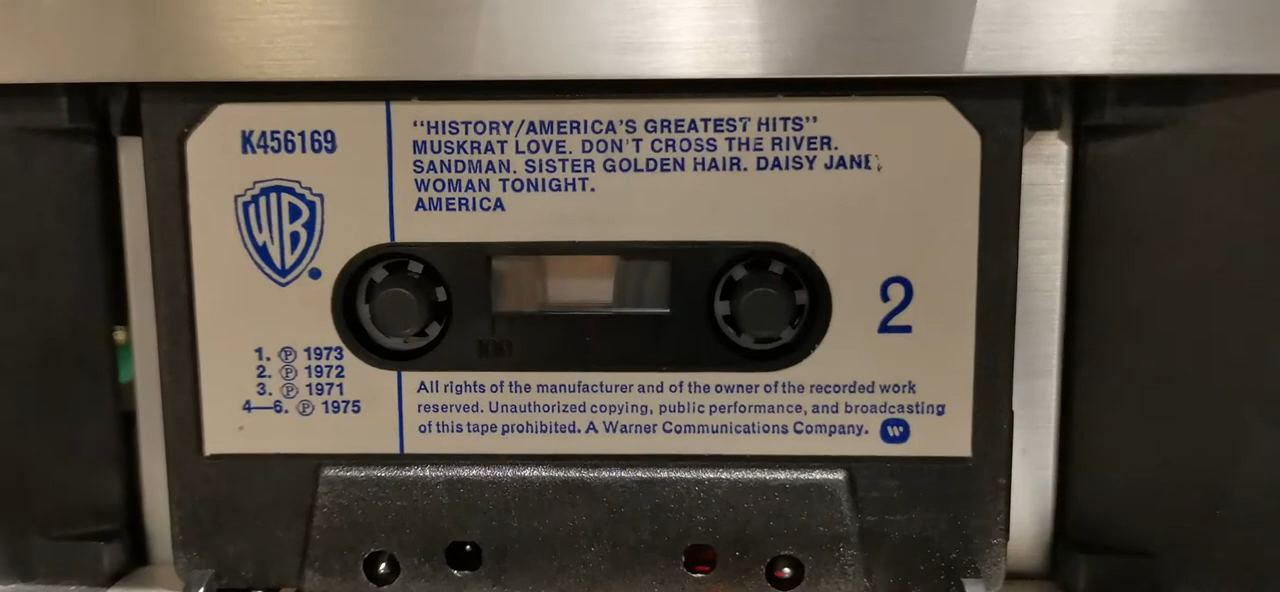 K456169
WB
"HISTORY/AMERICA'S GREATEST HITS"
MUSKRAT LOVE. DON'T CROSS THE RIVER.
SANDMAN. SISTER GOLDEN HAIR. DAISY JANE.
WOMAN TONIGHT.
AMERICA
2
1. ℗ 1973
2. ℗ 1972
3. ℗ 1971
4—6. ℗ 1975
All rights of the manufacturer and of the owner of the recorded work
reserved. Unauthorized copying, public performance, and broadcasting
of this tape prohibited. A Warner Communications Company.